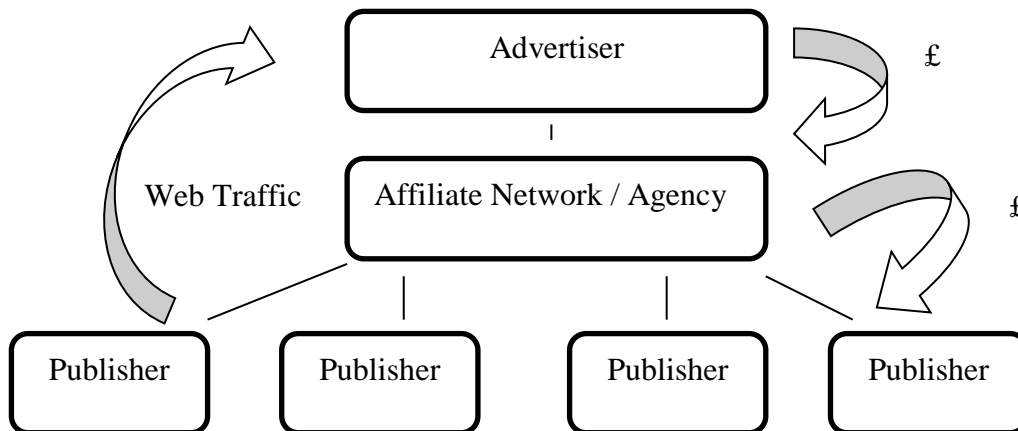 Advertiser
£
Web Traffic
Affiliate Network / Agency
£
Publisher
Publisher
Publisher
Publisher